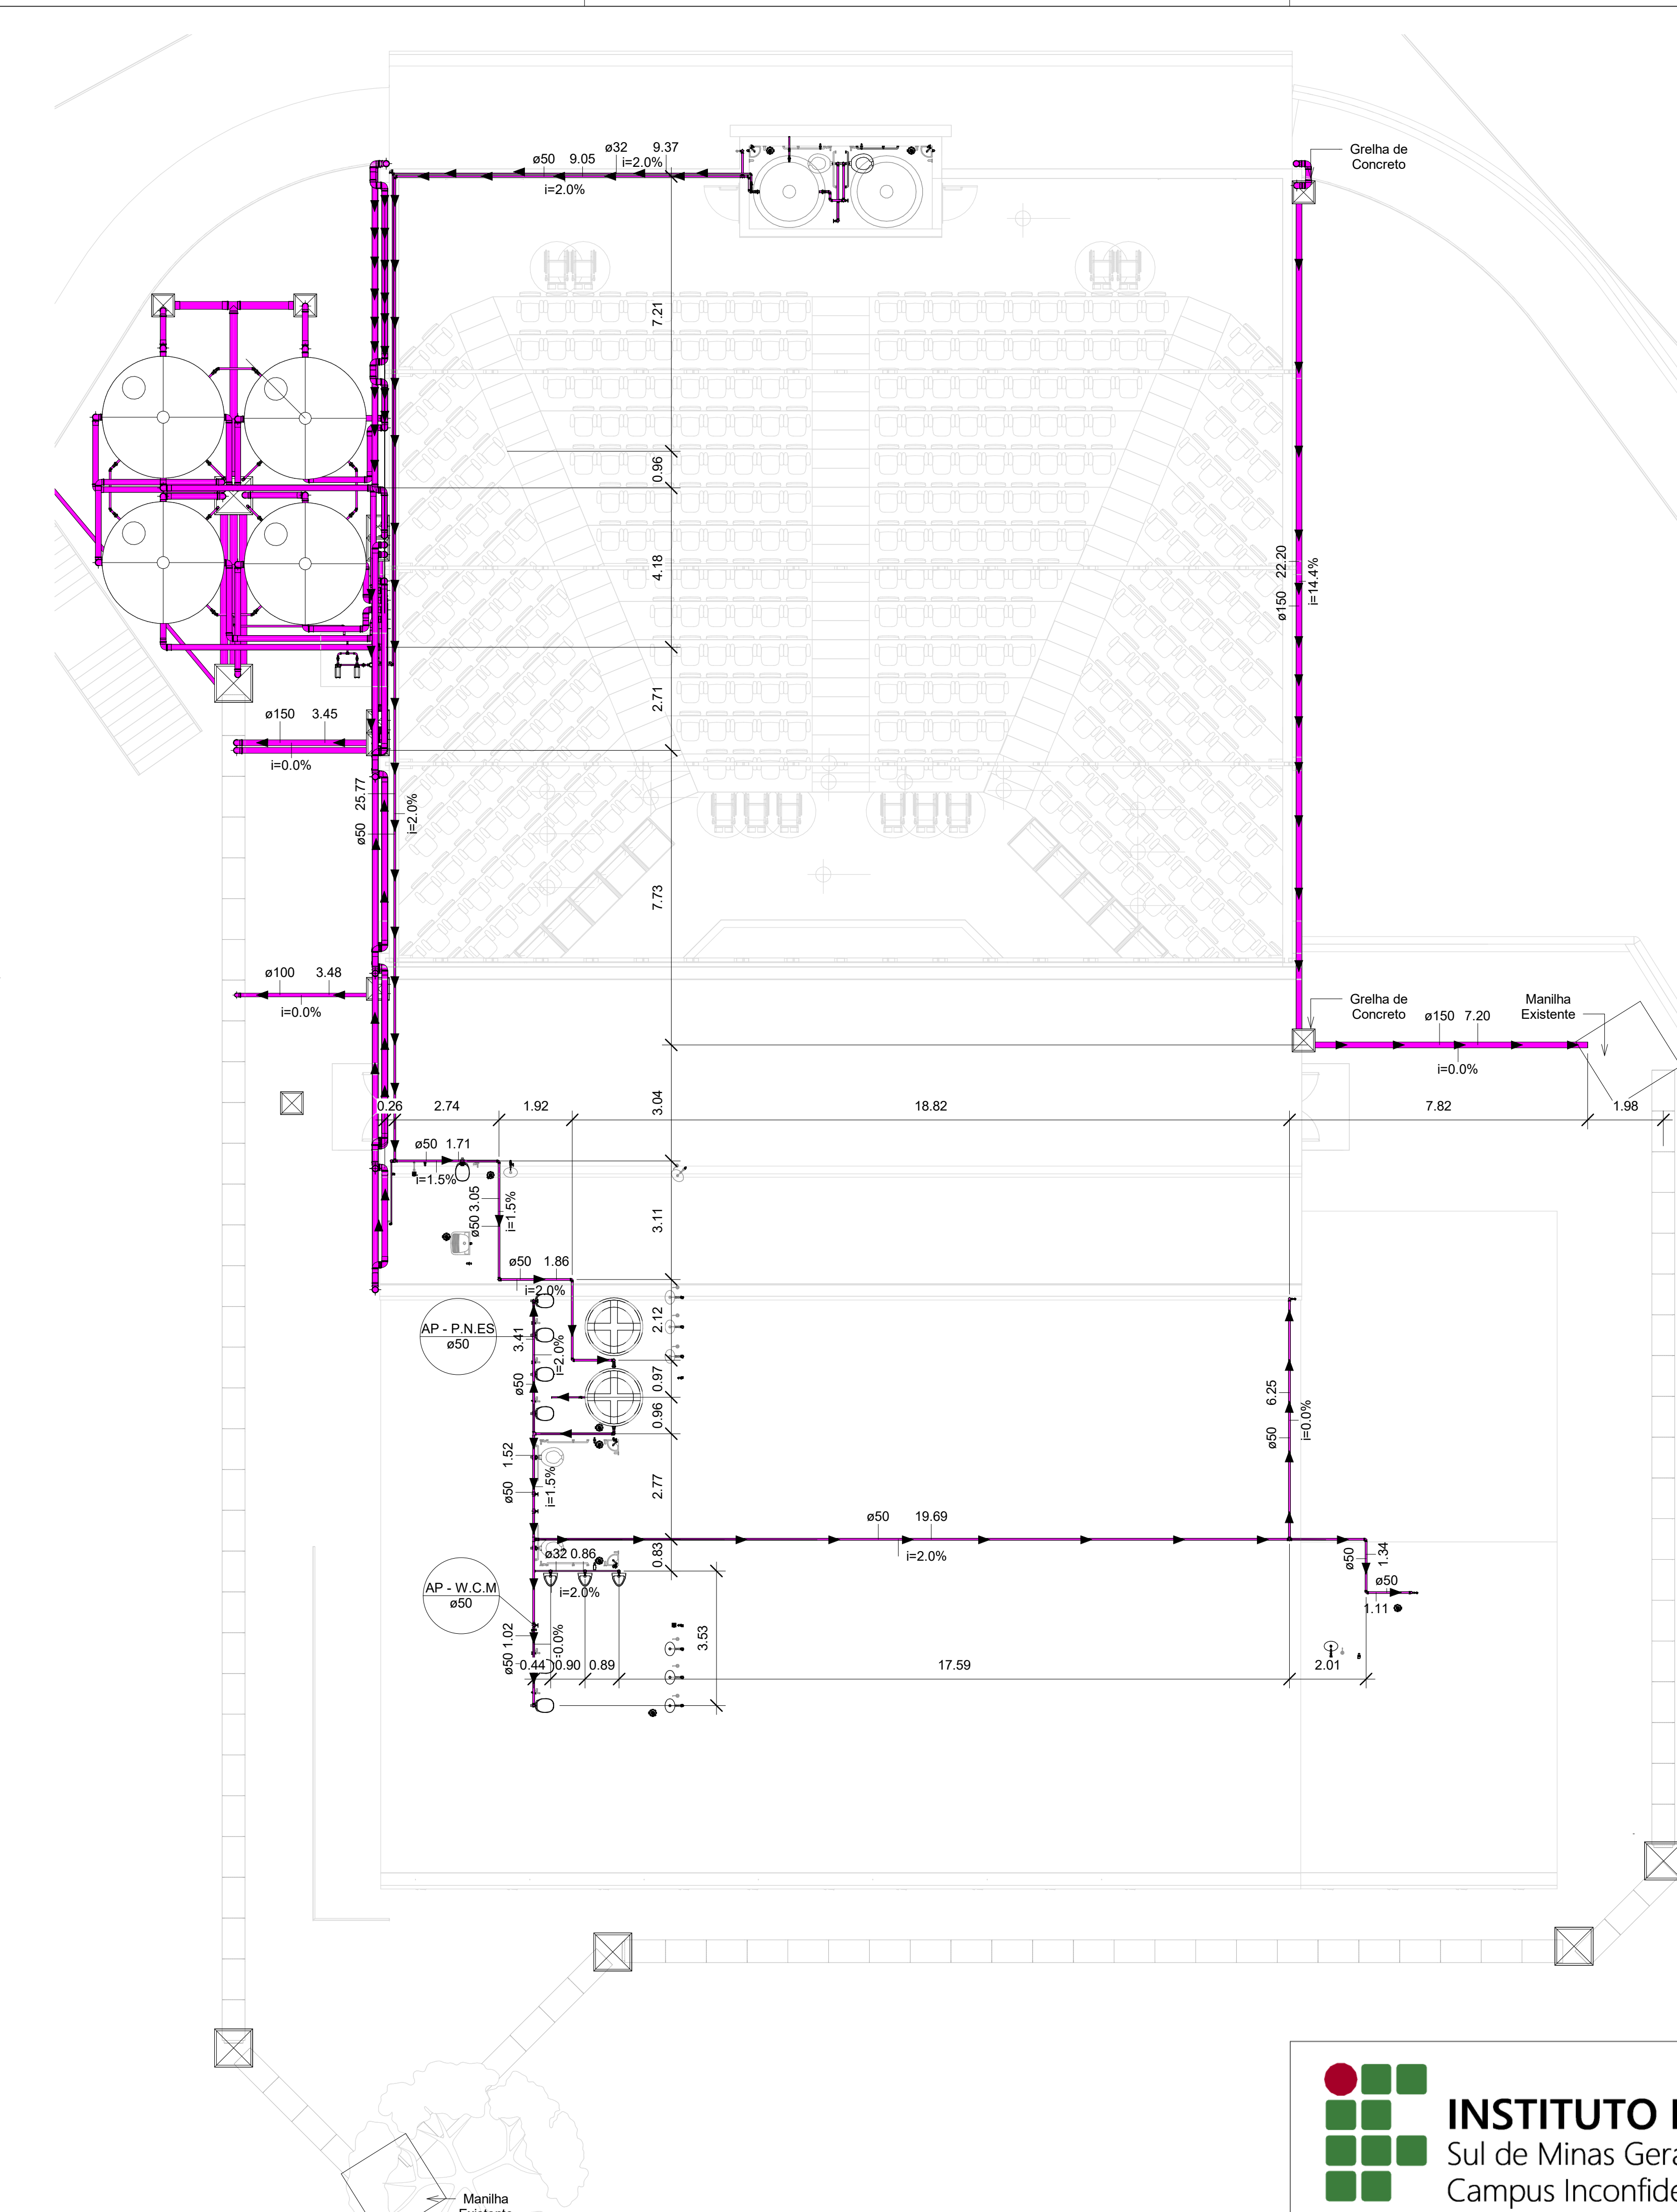 ø50 9.05
ø32 9.37
i=2.0%
i=2.0%
Grelha de
Concreto
7.21
0.96
4.18
2.71
7.73
3.04
3.11
2.12
0.97
0.96
2.77
0.83
3.53
ø150 22.20
i=14.4%
ø150 3.45
i=0.0%
ø50 25.77
i=2.0%
ø100 3.48
i=0.0%
Grelha de
Concreto
ø150 7.20
i=0.0%
Manilha
Existente
0.26
2.74
1.92
18.82
7.82
1.98
ø50 1.71
i=1.5%
ø50 3.05
i=1.5%
ø50 1.86
i=2.0%
AP - P.N.ES
ø50
ø50 3.41
i=2.0%
ø50 1.52
i=1.5%
ø50 6.25
i=0.0%
ø50 19.69
i=2.0%
ø32 0.86
i=2.0%
AP - W.C.M
ø50
ø50 1.02
i=0.0%
0.44
0.90
0.89
17.59
2.01
ø50 1.34
ø50
1.11
INSTITUTO
Sul de Minas Gera
Campus Inconfide
Manilha